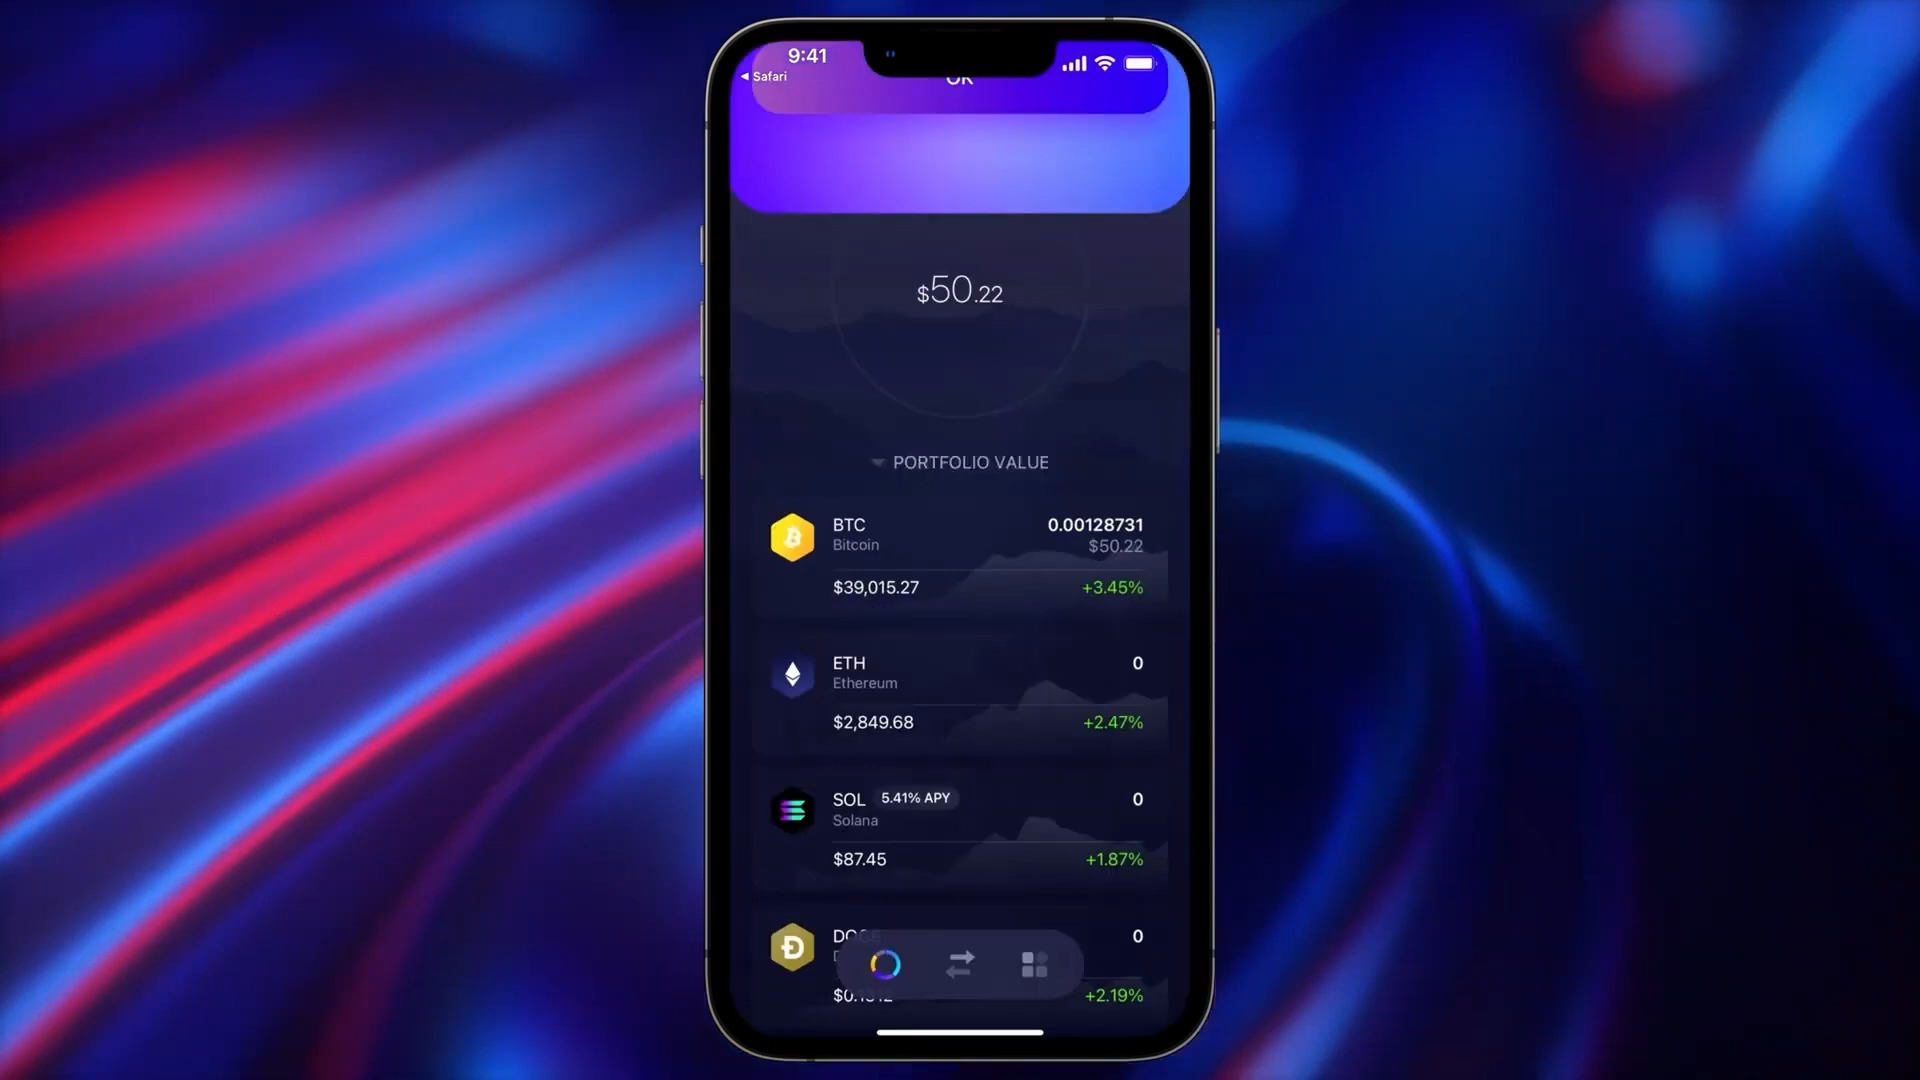 9:41
Safari
OK
$50.22
PORTFOLIO VALUE
BTC
0.00128731
Bitcoin
$50.22
$39,015.27
+3.45%
ETH
0
Ethereum
$2,849.68
+2.47%
SOL
5.41% APY
0
Solana
$87.45
+1.87%
DOGE
0
+2.19%